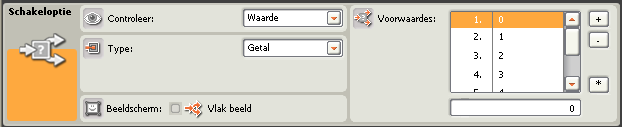 Schakeloptie
Controleer: Waarde
Type: Getal
Beeldscherm: Vlak beeld
Voorwaardes:
1. 0
2. 1
3. 2
4. 3
+
-
*
0